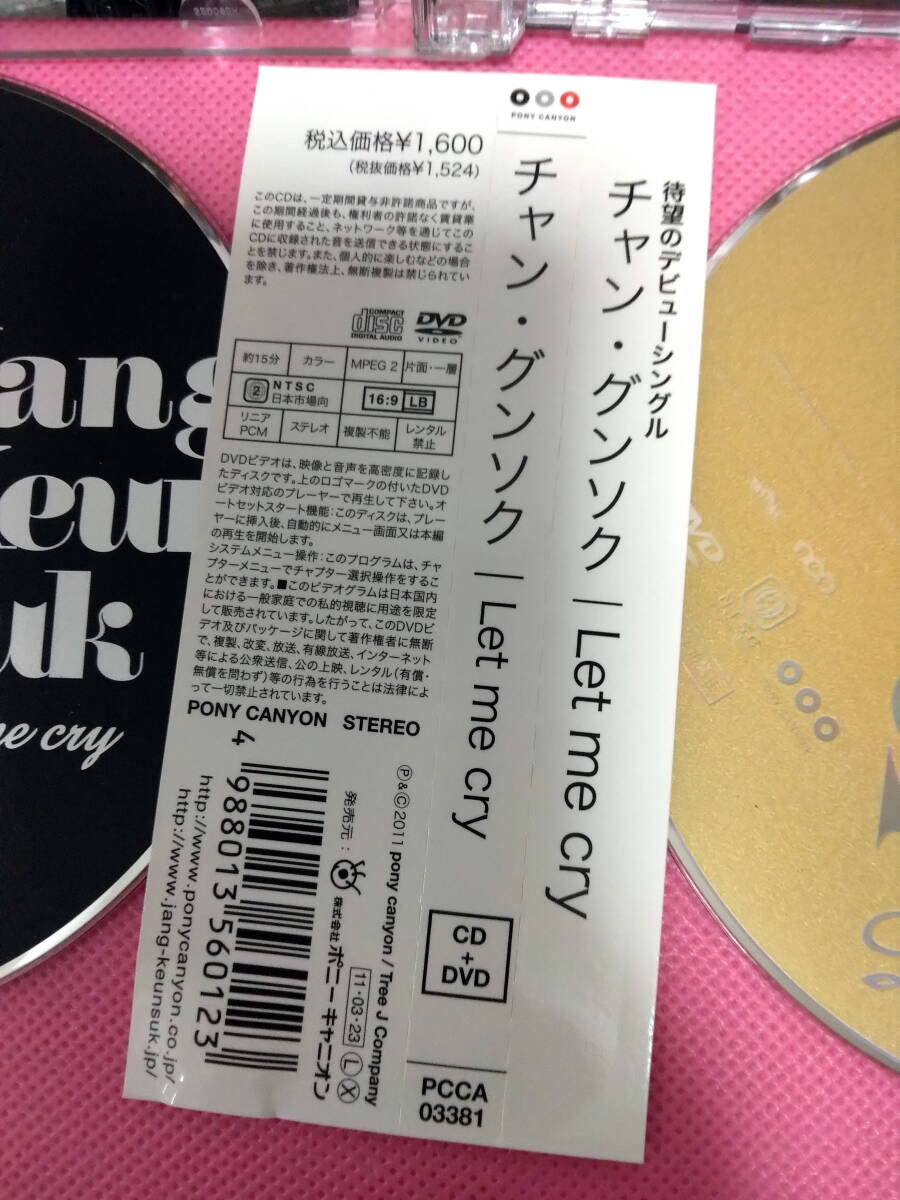 税込価格¥1,600
(税抜価格¥1,524)
このCDは、一定期間貸与非許諾商品ですが、
この期間経過後も、権利者の許諾なく賃貸業
に使用すること、ネットワーク等を通じてこの
CDに収録された音を送信できる状態にするこ
とを禁じます。また、個人的に楽しむなどの場合
を除き、著作権法上、無断複製は禁じられてい
ます。
COMPACT
disc
DIGITAL AUDIO
DVD
VIDEO
約15分 カラー MPEG 2 片面・一層
2 NTSC
日本市場向
16:9 LB
リニア
PCM
ステレオ
複製不能
レンタル
禁止
DVDビデオは、映像と音声を高密度に記録し
たディスクです。上のロゴマークの付いたDVD
ビデオ対応のプレーヤーで再生して下さい。オ
ートセットスタート機能:このディスクは、プレー
ヤーに挿入後、自動的にメニュー画面又は本編
の再生を開始します。
システムメニュー操作:このプログラムは、チャ
プターメニューでチャプター選択操作をするこ
とができます。■このビデオグラムは日本国内
における一般家庭での私的視聴に用途を限定
して販売されています。したがって、このDVDビ
デオ及びパッケージに関して著作権者に無断
で、複製、改変、放送、有線放送、インターネット
等による公衆送信、公の上映、レンタル(有償・
無償を問わず)等の行為を行うことは法律によ
って一切禁止されています。
PONY CANYON STEREO
4 988013 560123
http://www.ponycanyon.co.jp/
http://www.jang-keunsuk.jp/
発売元:
株式会社ポニーキャニオン
Ⓟ&Ⓒ2011 pony canyon / Tree J Company
11・03・23 Ⓛ Ⓧ
PONY CANYON
チャン・グンソク | Let me cry
CD
+
DVD
PCCA
03381
待望のデビューシングル
チャン・グンソク | Let me cry
ang
Keun
uk
me cry